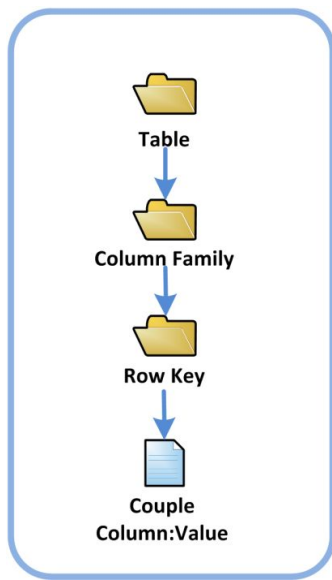 Table
Column Family
Row Key
Couple
Column:Value